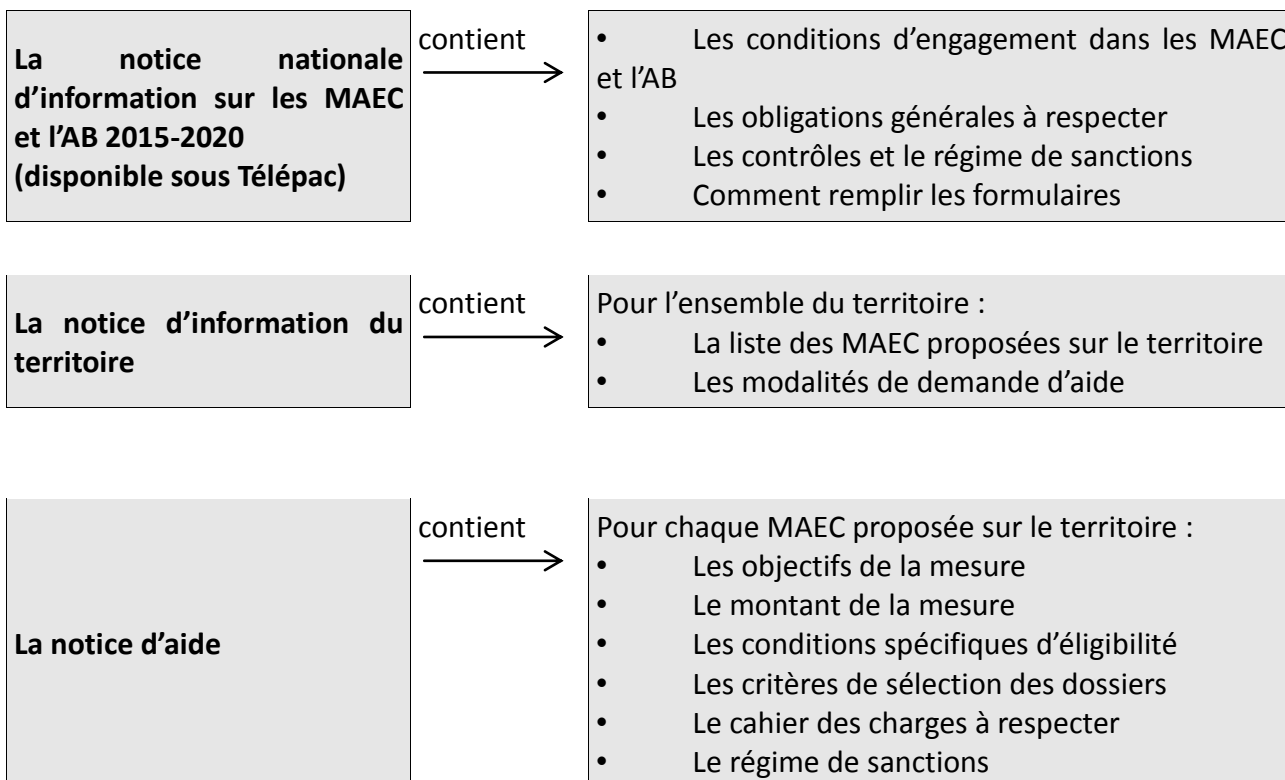 La notice nationale
d’information sur les MAEC
et l’AB 2015-2020
(disponible sous Télépac)
contient
• Les conditions d’engagement dans les MAEC
et l’AB
• Les obligations générales à respecter
• Les contrôles et le régime de sanctions
• Comment remplir les formulaires
La notice d’information du
territoire
contient
Pour l’ensemble du territoire :
• La liste des MAEC proposées sur le territoire
• Les modalités de demande d’aide
La notice d’aide
contient
Pour chaque MAEC proposée sur le territoire :
• Les objectifs de la mesure
• Le montant de la mesure
• Les conditions spécifiques d’éligibilité
• Les critères de sélection des dossiers
• Le cahier des charges à respecter
• Le régime de sanctions